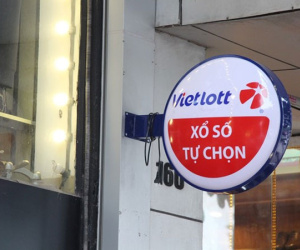 Vietlott
XỔ SỐ
TỰ CHỌN
160